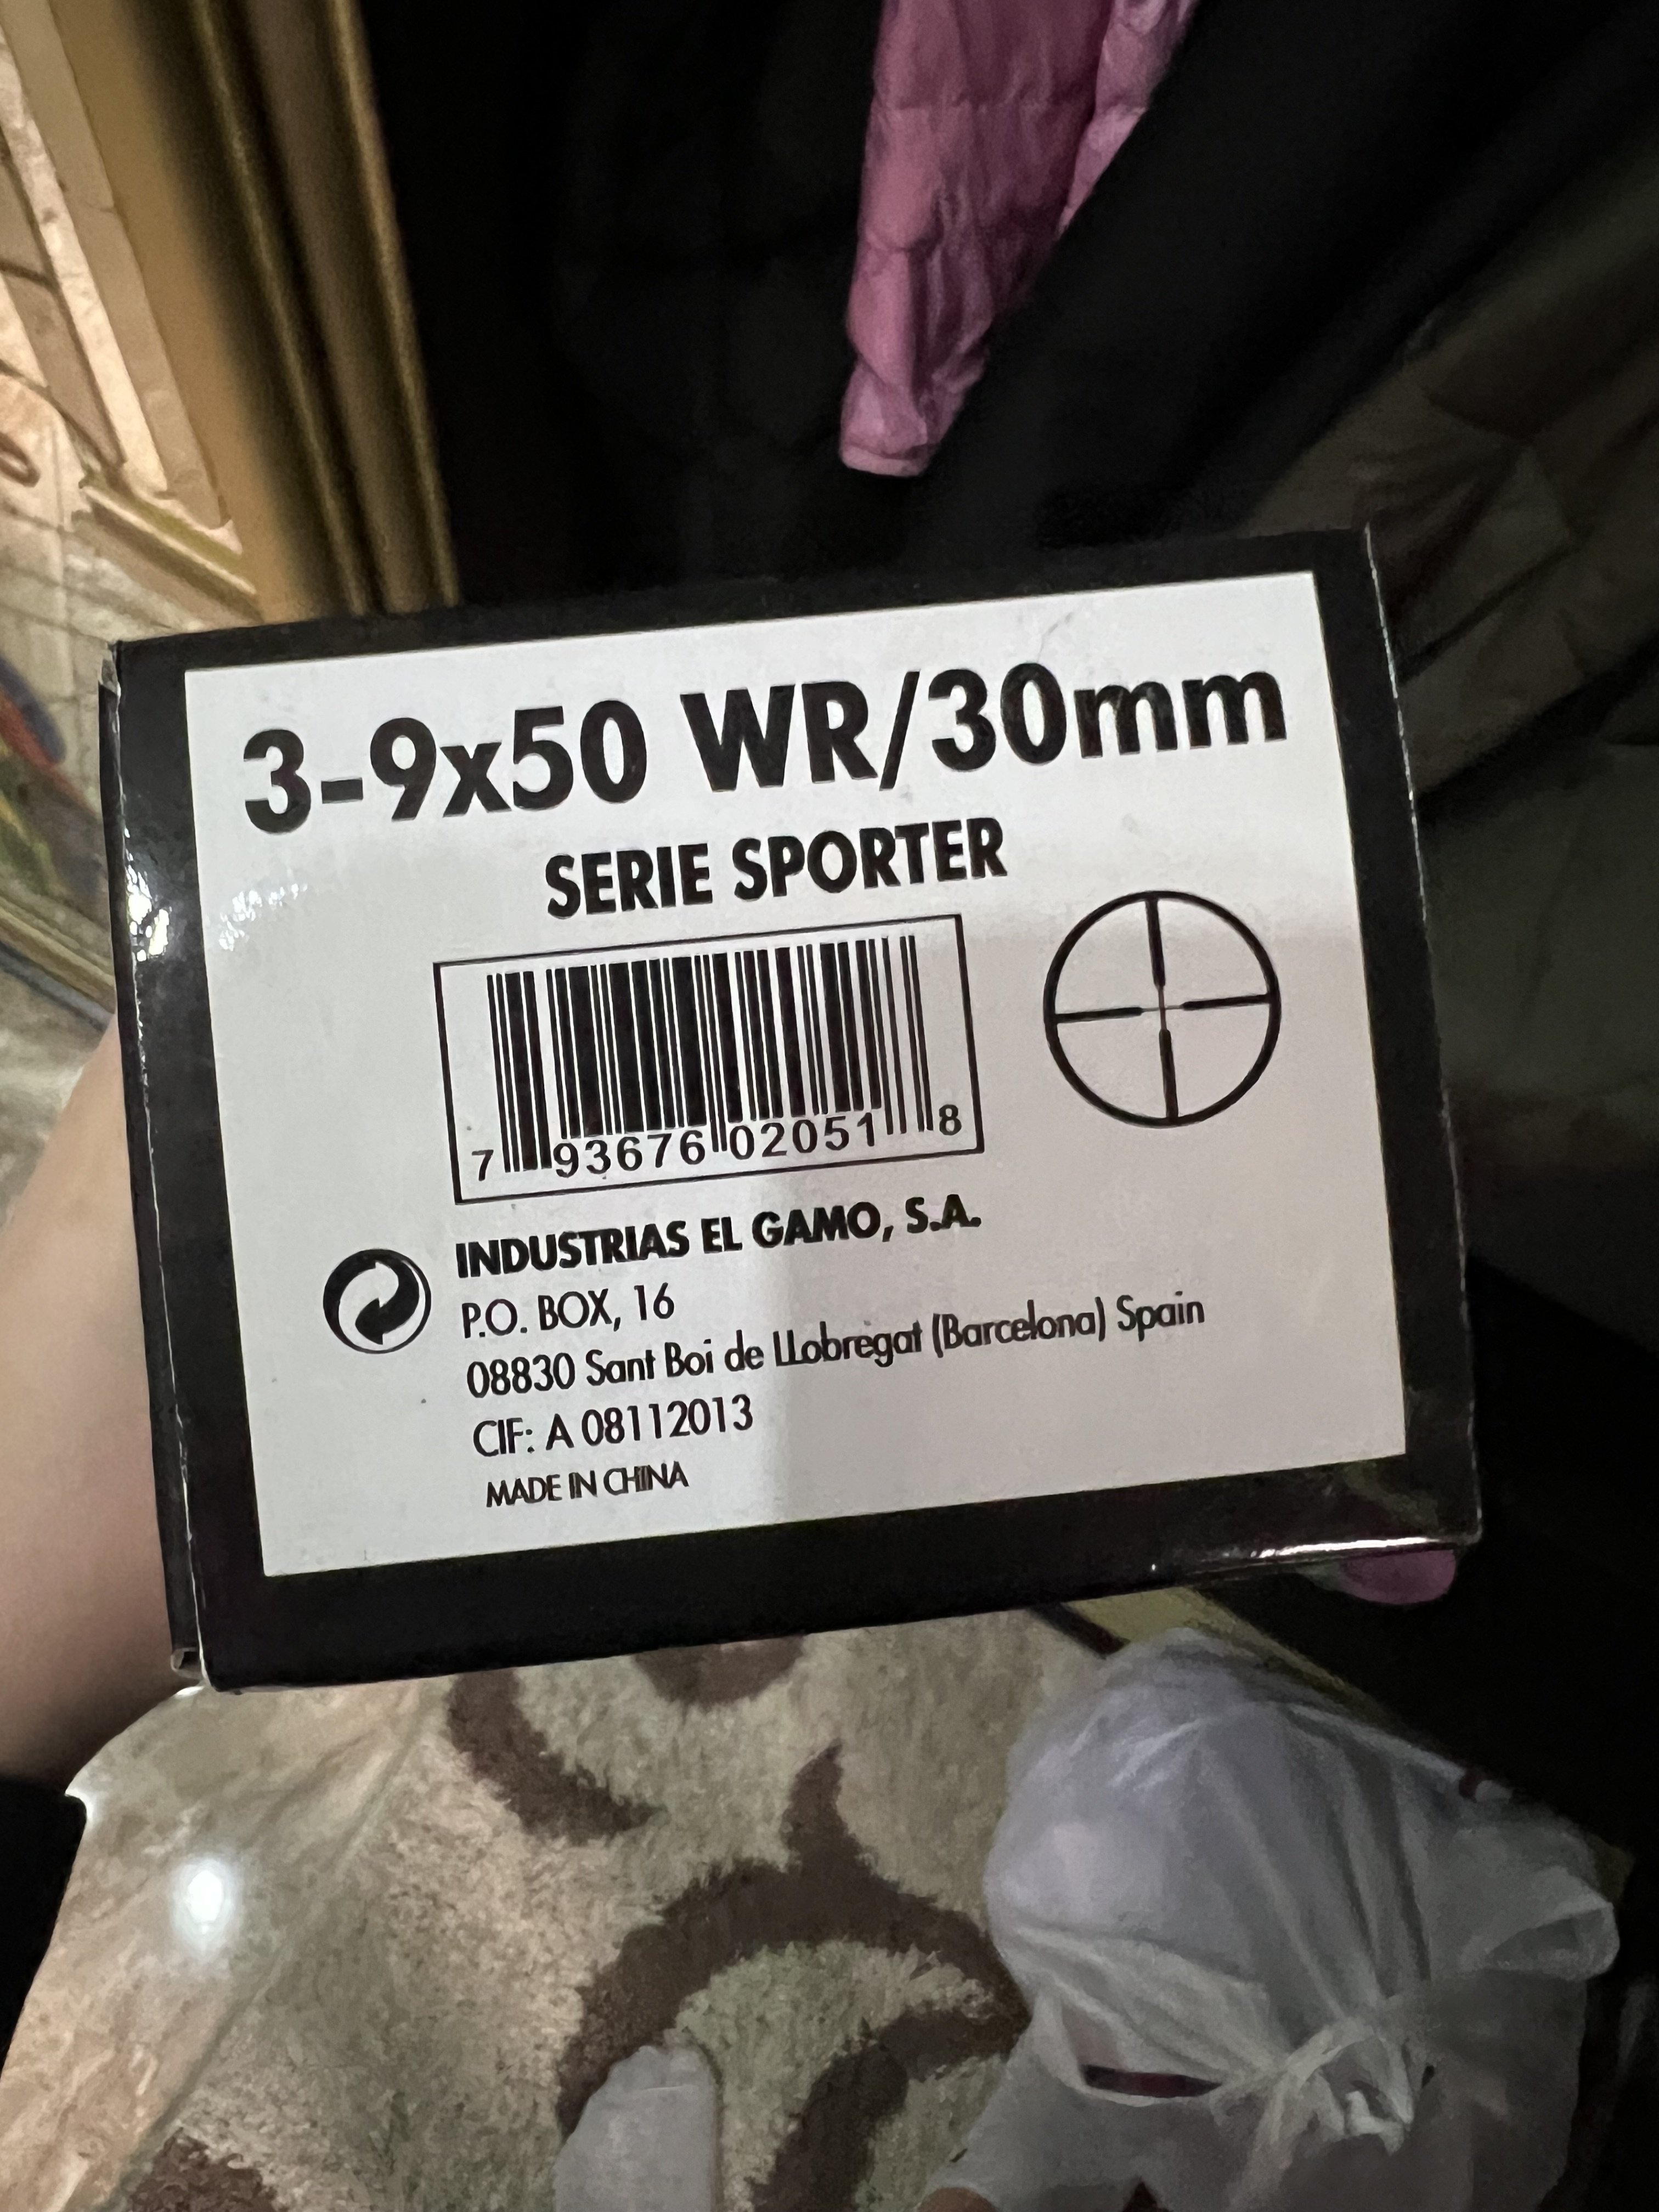 3-9x50 WR/30mm
SERIE SPORTER
7 93676 02051 8
INDUSTRIAS EL GAMO, S.A.
P.O. BOX, 16
08830 Sant Boi de LLobregat (Barcelona) Spain
CIF: A 08112013
MADE IN CHINA